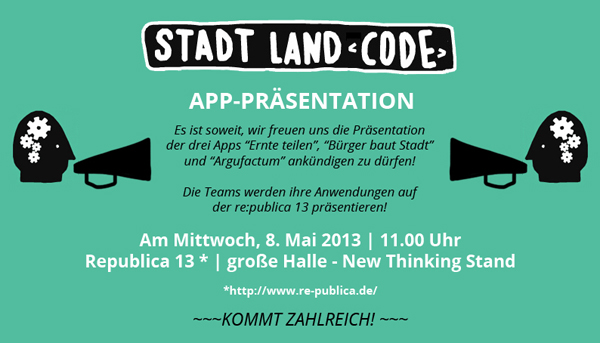 STADT LAND <CODE>
APP-PRÄSENTATION
Es ist soweit, wir freuen uns die Präsentation
der drei Apps “Ernte teilen”, “Bürger baut Stadt”
und “Argufactum” ankündigen zu dürfen!
Die Teams werden ihre Anwendungen auf
der re:publica 13 präsentieren!
Am Mittwoch, 8. Mai 2013 | 11.00 Uhr
Republica 13 * | große Halle - New Thinking Stand
*http://www.re-publica.de/
~~~KOMMT ZAHLREICH! ~~~